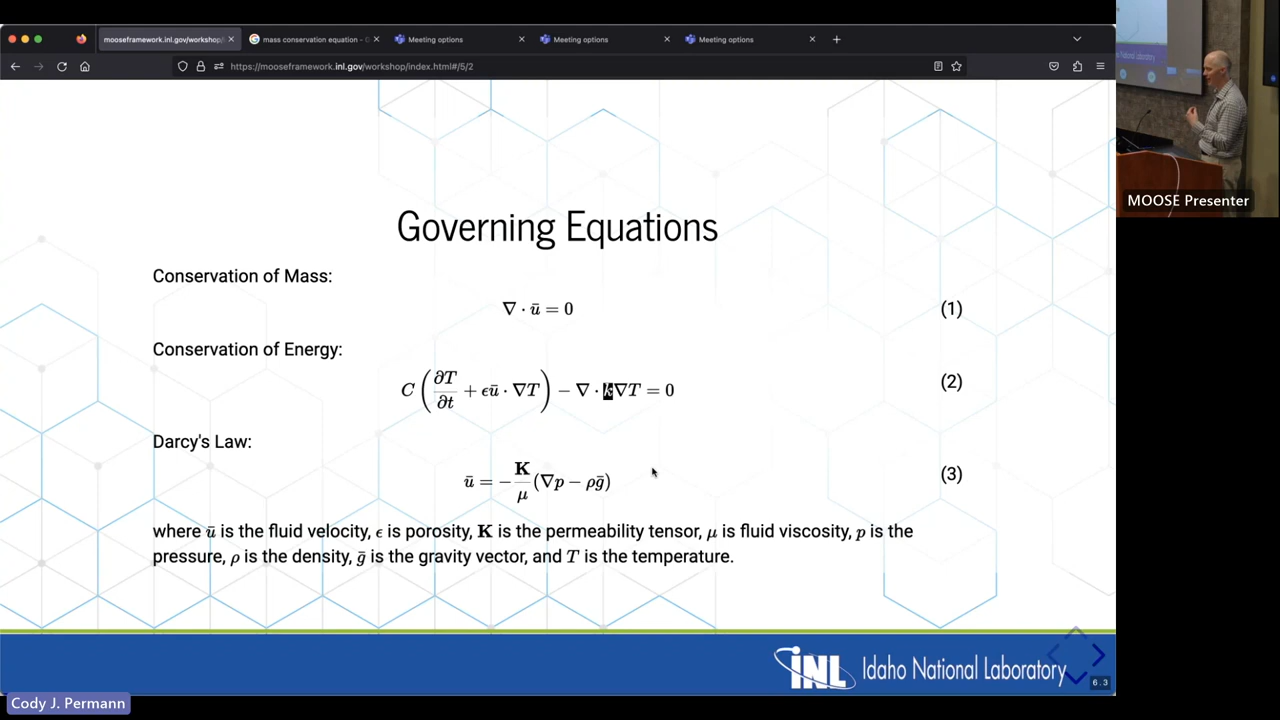 mooseframework.inl.gov/workshop/
mass conservation equation - G
Meeting options
Meeting options
Meeting options
https://mooseframework.inl.gov/workshop/index.html#/5/2
MOOSE Presenter
Governing Equations
Conservation of Mass:
∇ · ū = 0 (1)
Conservation of Energy:
C (∂T/∂t + ϵū · ∇T) − ∇ · k∇T = 0 (2)
Darcy's Law:
ū = −K/μ (∇p − ρḡ) (3)
where ū is the fluid velocity, ϵ is porosity, K is the permeability tensor, μ is fluid viscosity, p is the
pressure, ρ is the density, ḡ is the gravity vector, and T is the temperature.
INL Idaho National Laboratory
6.3
Cody J. Permann